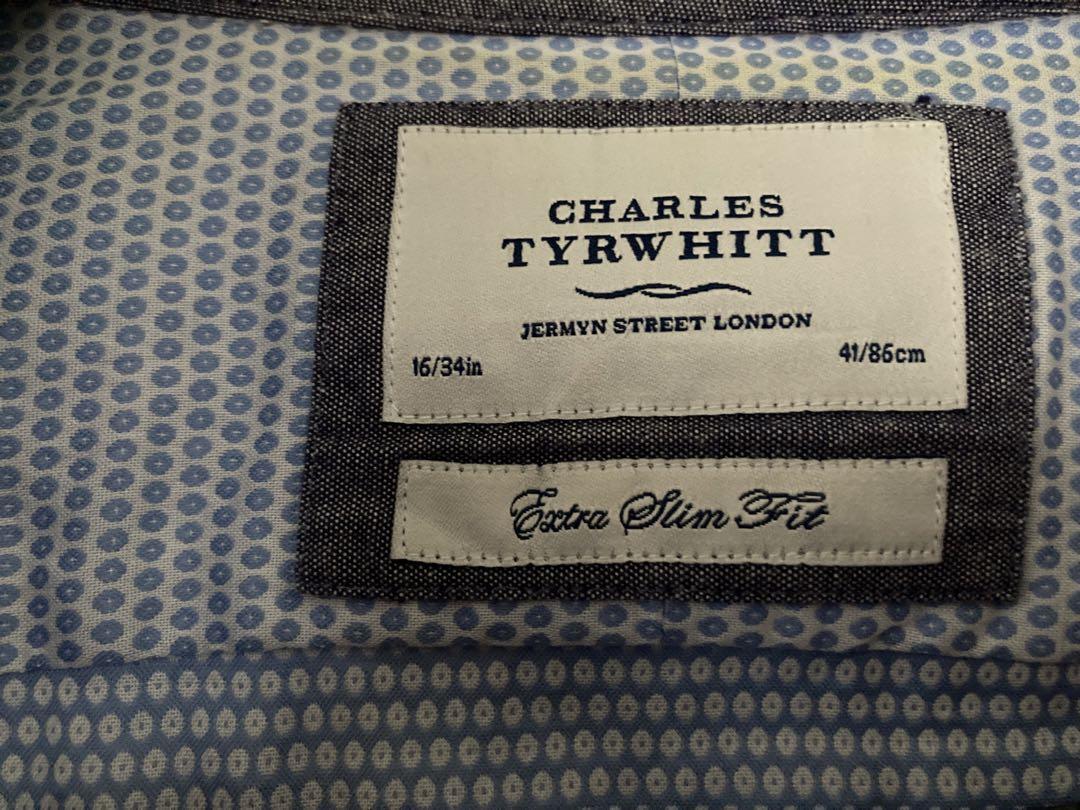 CHARLES
TYRWHITT
JERMYN STREET LONDON
16/34in 41/86cm
Extra Slim Fit